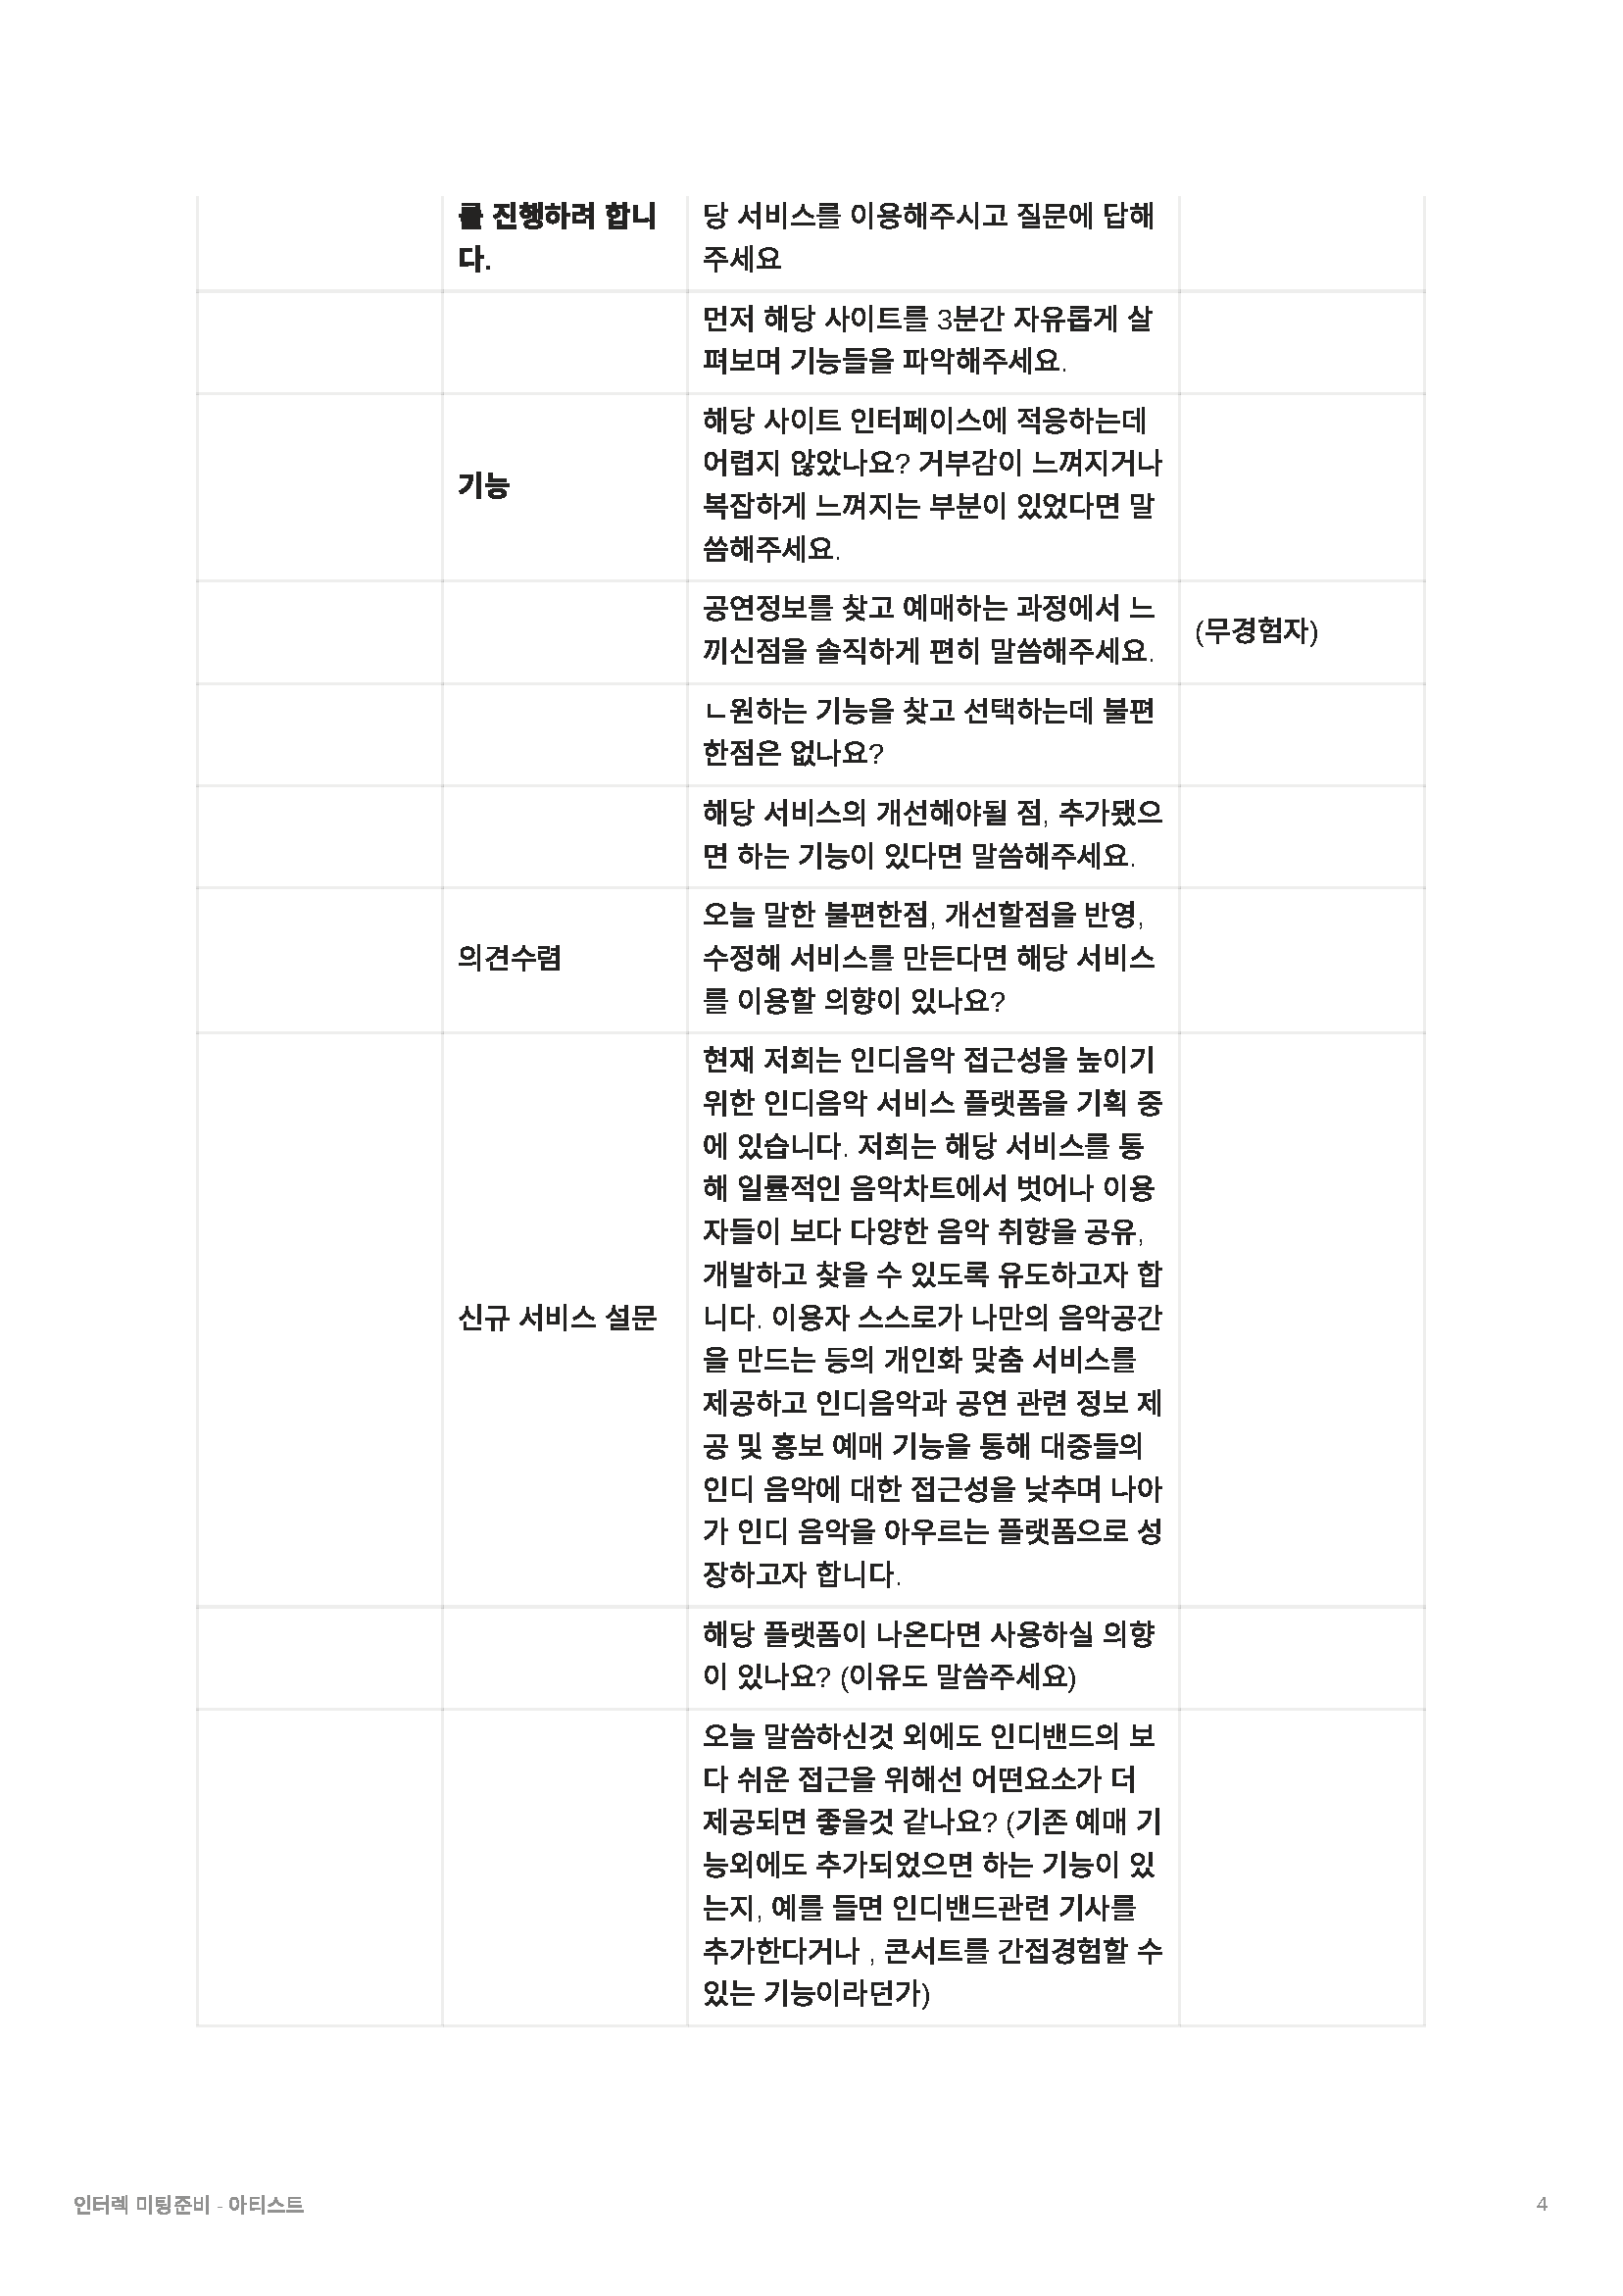 를 진행하려 합니
다.
당 서비스를 이용해주시고 질문에 답해
주세요
먼저 해당 사이트를 3분간 자유롭게 살
펴보며 기능들을 파악해주세요.
기능
해당 사이트 인터페이스에 적응하는데
어렵지 않았나요? 거부감이 느껴지거나
복잡하게 느껴지는 부분이 있었다면 말
씀해주세요.
공연정보를 찾고 예매하는 과정에서 느
끼신점을 솔직하게 편히 말씀해주세요.
(무경험자)
ㄴ원하는 기능을 찾고 선택하는데 불편
한점은 없나요?
해당 서비스의 개선해야될 점, 추가됐으
면 하는 기능이 있다면 말씀해주세요.
의견수렴
오늘 말한 불편한점, 개선할점을 반영,
수정해 서비스를 만든다면 해당 서비스
를 이용할 의향이 있나요?
신규 서비스 설문
현재 저희는 인디음악 접근성을 높이기
위한 인디음악 서비스 플랫폼을 기획 중
에 있습니다. 저희는 해당 서비스를 통
해 일률적인 음악차트에서 벗어나 이용
자들이 보다 다양한 음악 취향을 공유,
개발하고 찾을 수 있도록 유도하고자 합
니다. 이용자 스스로가 나만의 음악공간
을 만드는 등의 개인화 맞춤 서비스를
제공하고 인디음악과 공연 관련 정보 제
공 및 홍보 예매 기능을 통해 대중들의
인디 음악에 대한 접근성을 낮추며 나아
가 인디 음악을 아우르는 플랫폼으로 성
장하고자 합니다.
해당 플랫폼이 나온다면 사용하실 의향
이 있나요? (이유도 말씀주세요)
오늘 말씀하신것 외에도 인디밴드의 보
다 쉬운 접근을 위해선 어떤요소가 더
제공되면 좋을것 같나요? (기존 예매 기
능외에도 추가되었으면 하는 기능이 있
는지, 예를 들면 인디밴드관련 기사를
추가한다거나 , 콘서트를 간접경험할 수
있는 기능이라던가)
인터렉 미팅준비 - 아티스트
4